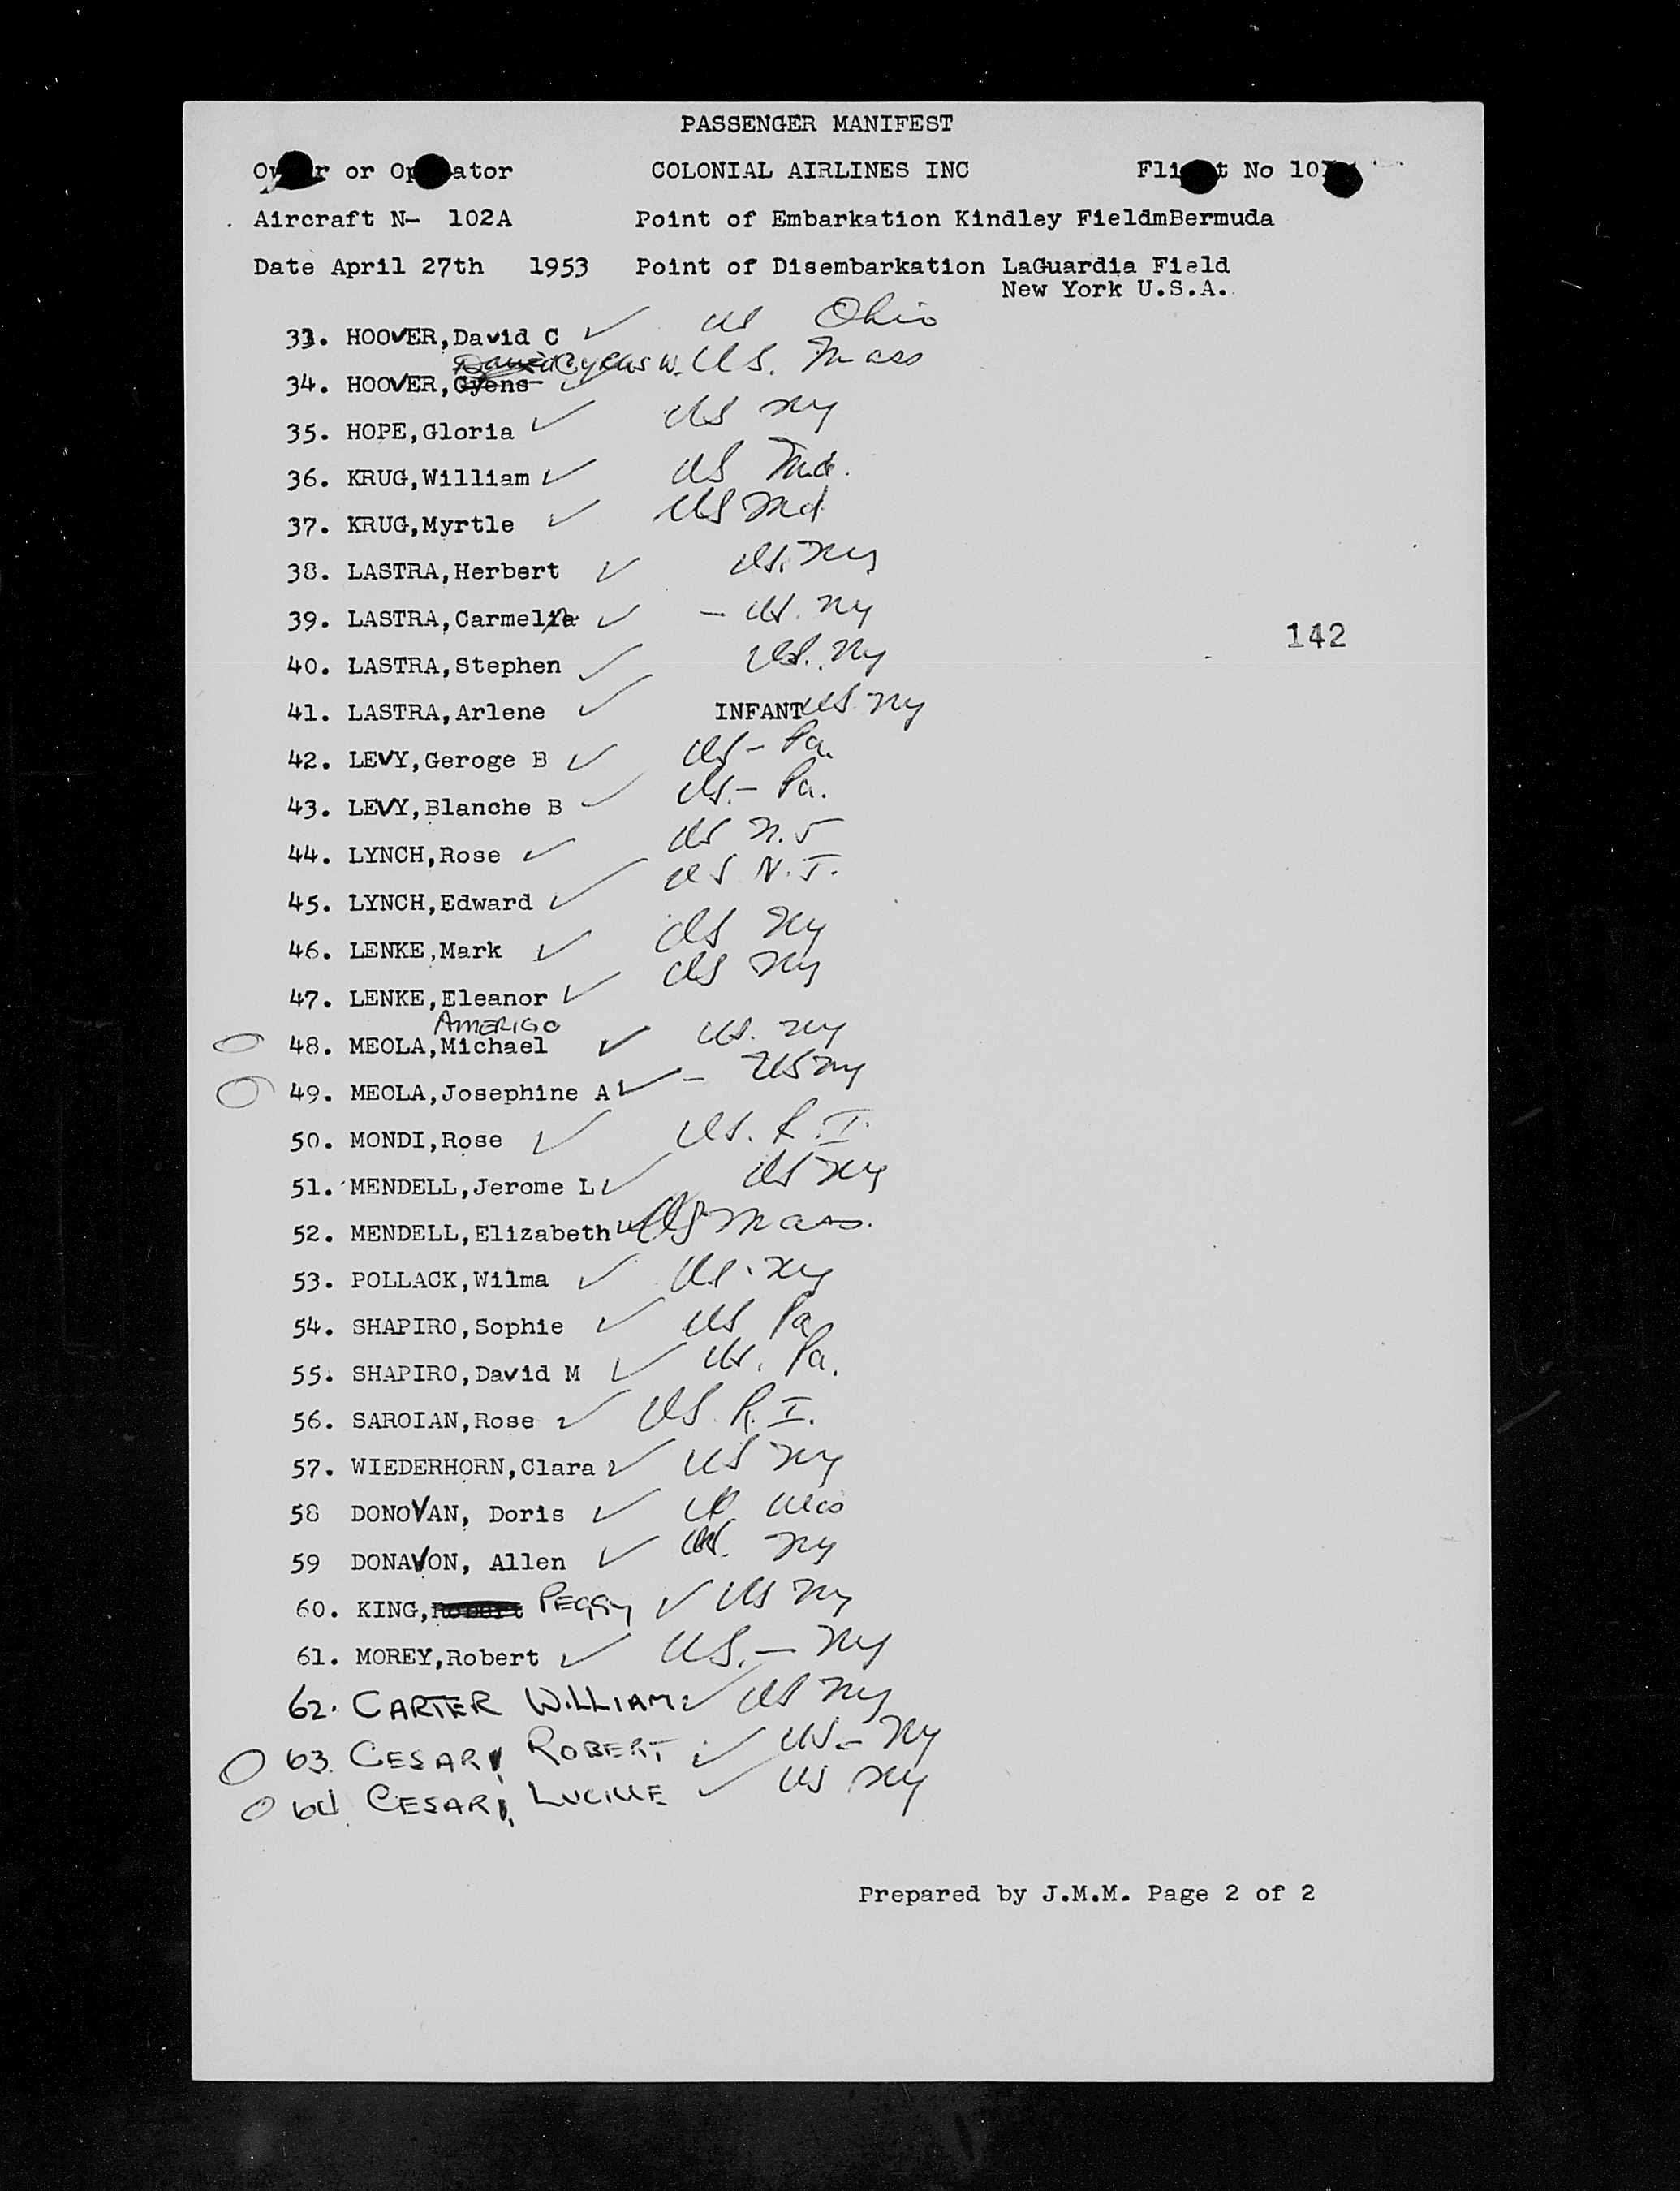 PASSENGER MANIFEST
or COLONIAL AIRLINES INC No
Aircraft N- 102A Point of Embarkation Kindley FieldmBermuda
Date April 27th 1953 Point of Disembarkation LaGuardia Field
New York U.S.A.
33. HOOVER,David C ✓ US Ohio
Cyrus W. US. Mass
34. HOOVER,Gyens ✓
35. HOPE,Gloria ✓ US NY
36. KRUG,William ✓ US Md.
37. KRUG,Myrtle ✓ US Md
38. LASTRA,Herbert ✓ US. NY
39. LASTRA, ✓ - US. NY
40. LASTRA,Stephen ✓ US. NY
41. LASTRA,Arlene ✓ INFANT US NY
42. LEVY,Geroge B ✓ US - Pa.
43. LEVY,Blanche B ✓ US. - Pa.
44. LYNCH,Rose ✓ US N.J
45. LYNCH,Edward ✓ US N.J.
46. LENKE,Mark ✓ US NY
47. LENKE,Eleanor ✓ US NY
AMERIGO
48. MEOLA,Michael ✓ US. NY
49. MEOLA,Josephine A ✓ - US NY
50. MONDI,Rose ✓ US. R.I.
51. MENDELL,Jerome L ✓ US NY
52. MENDELL,Elizabeth ✓ US Mass.
53. POLLACK,Wilma ✓ US. NY
54. SHAPIRO,Sophie ✓ US Pa
55. SHAPIRO,David M ✓ US. Pa.
56. SAROIAN,Rose ✓ US R.I.
57. WIEDERHORN,Clara ✓ US NY
58 DONOVAN, Doris ✓
59 DONAVON, Allen ✓ US. NY
60. KING,Robert PEGGY ✓ US NY
61. MOREY,Robert ✓ US. - NY
62. CARTER WILLIAM ✓ US NY
63. CESARI, ROBERT ✓ US - NY
64 CESARI, LUCILLE ✓ US NY
142
Prepared by J.M.M. Page 2 of 2